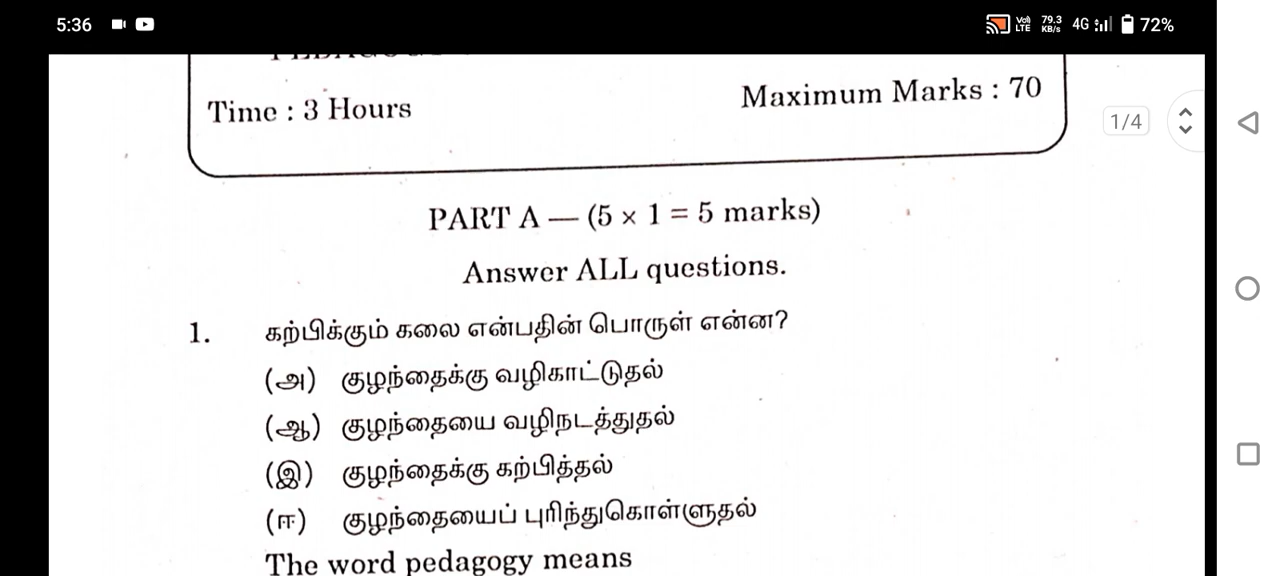 5:36
Vo) LTE 79.3 KB/s 4G 72%
Time : 3 Hours
Maximum Marks : 70
1/4
PART A — (5 × 1 = 5 marks)
Answer ALL questions.
1. கற்பிக்கும் கலை என்பதின் பொருள் என்ன?
(அ) குழந்தைக்கு வழிகாட்டுதல்
(ஆ) குழந்தையை வழிநடத்துதல்
(இ) குழந்தைக்கு கற்பித்தல்
(ஈ) குழந்தையைப் புரிந்துகொள்ளுதல்
The word pedagogy means